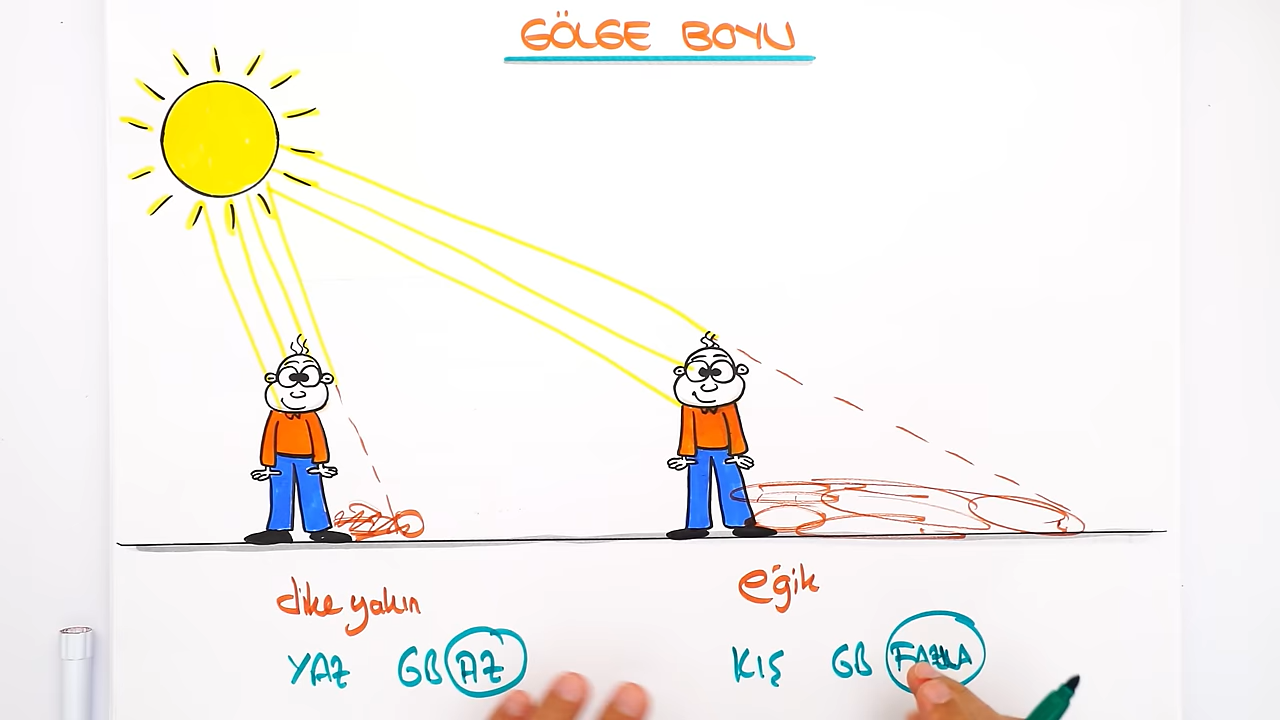 GÖLGE BOYU
dike yakın
eğik
YAZ GB AZ
KIŞ GB FAZLA